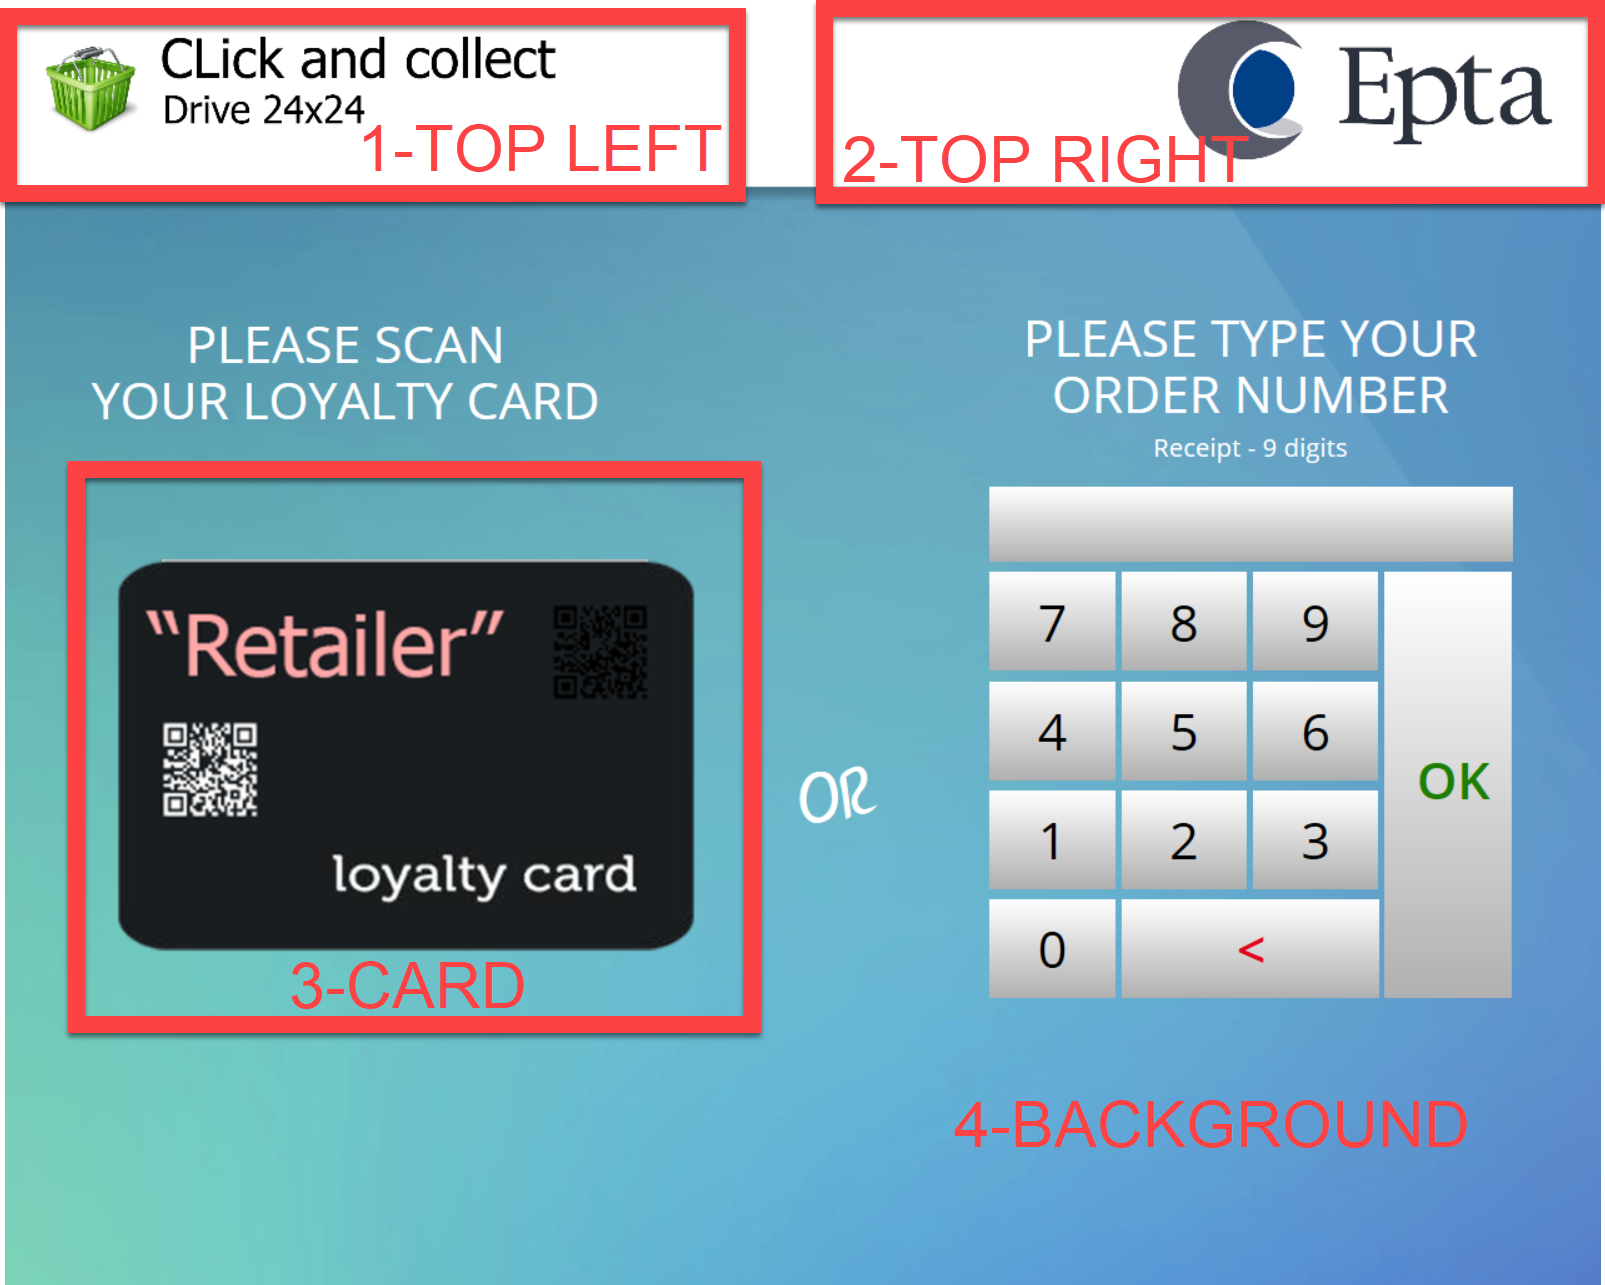 CLick and collect
Drive 24x24
1-TOP LEFT
Epta
2-TOP RIGHT
PLEASE SCAN
YOUR LOYALTY CARD
"Retailer"
loyalty card
3-CARD
OR
PLEASE TYPE YOUR
ORDER NUMBER
Receipt - 9 digits
7 8 9
4 5 6
OK
1 2 3
0 <
4-BACKGROUND